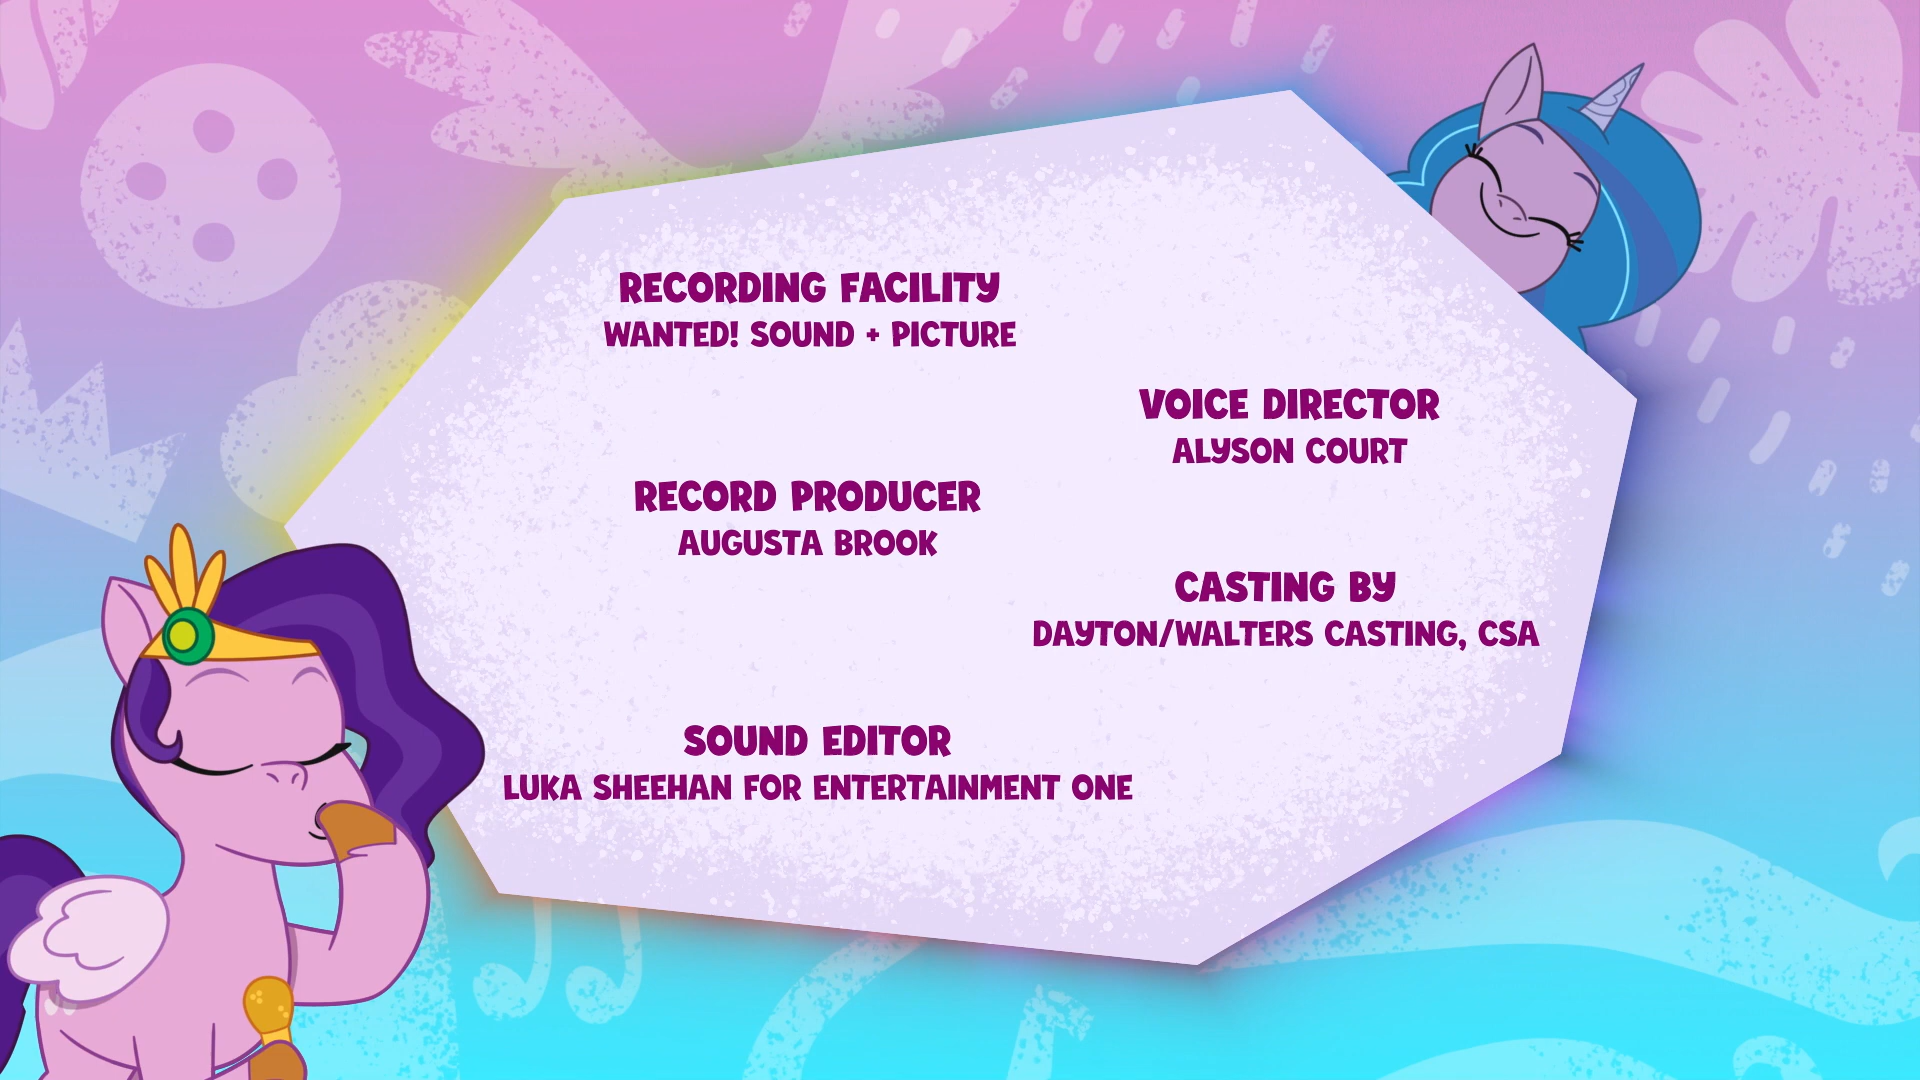 RECORDING FACILITY
WANTED! SOUND + PICTURE
VOICE DIRECTOR
ALYSON COURT
RECORD PRODUCER
AUGUSTA BROOK
CASTING BY
DAYTON/WALTERS CASTING, CSA
SOUND EDITOR
LUKA SHEEHAN FOR ENTERTAINMENT ONE